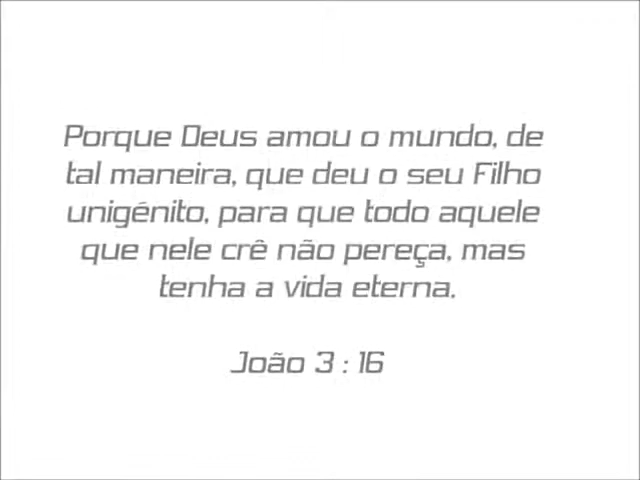 Porque Deus amou o mundo, de
tal maneira, que deu o seu Filho
unigénito, para que todo aquele
que nele crê não pereça, mas
tenha a vida eterna.
João 3 : 16